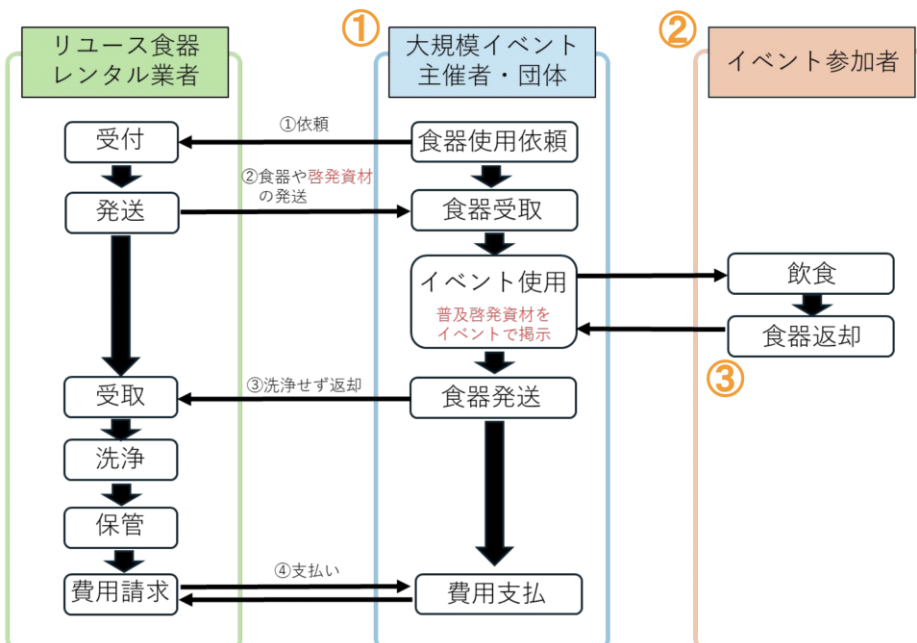 リユース食器
レンタル業者
①
大規模イベント
主催者・団体
②
イベント参加者
受付
①依頼
食器使用依頼
②食器や啓発資材
の発送
発送
食器受取
イベント使用
普及啓発資材を
イベントで掲示
飲食
食器返却
③
受取
③洗浄せず返却
食器発送
洗浄
保管
費用請求
④支払い
費用支払